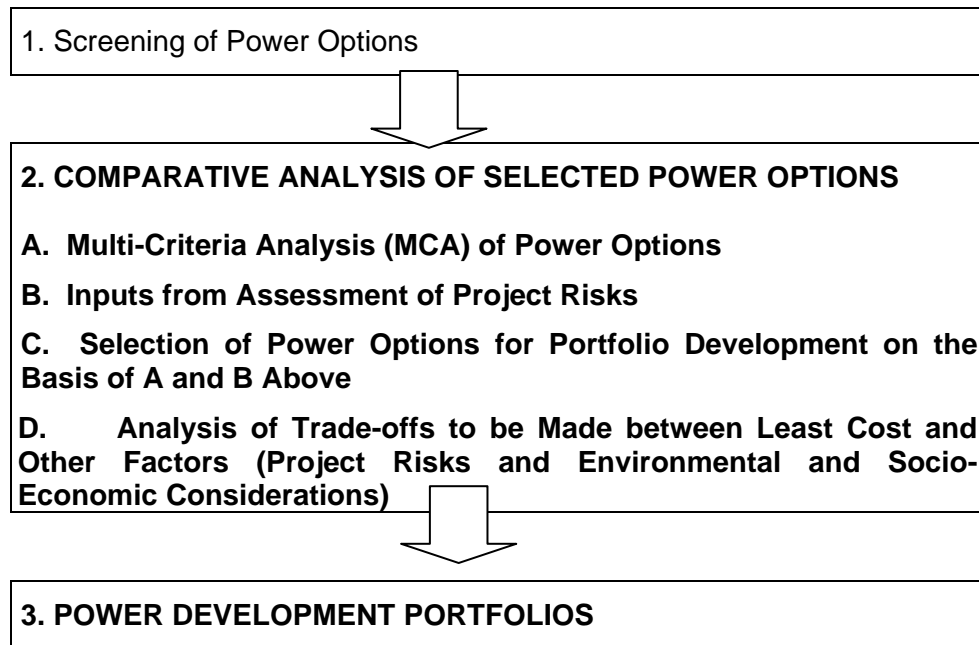 1. Screening of Power Options
2. COMPARATIVE ANALYSIS OF SELECTED POWER OPTIONS
A. Multi-Criteria Analysis (MCA) of Power Options
B. Inputs from Assessment of Project Risks
C. Selection of Power Options for Portfolio Development on the
Basis of A and B Above
D. Analysis of Trade-offs to be Made between Least Cost and
Other Factors (Project Risks and Environmental and Socio-
Economic Considerations)
3. POWER DEVELOPMENT PORTFOLIOS